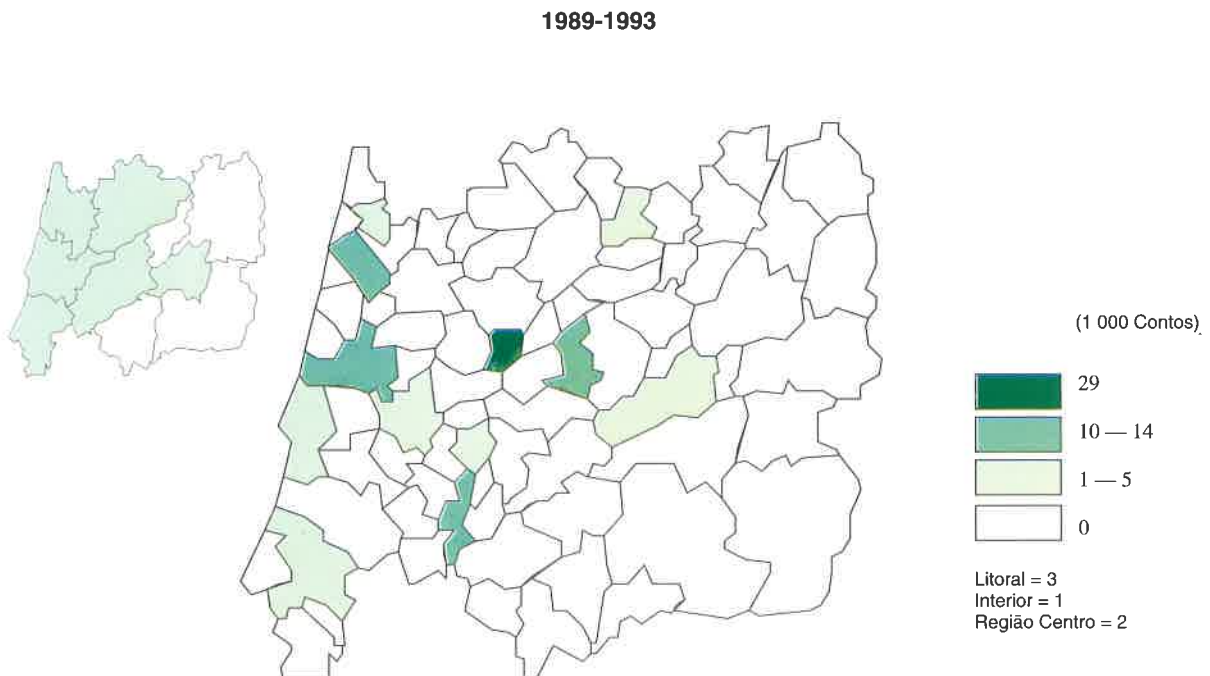 1989-1993
(1 000 Contos)
29
10 — 14
1 — 5
0
Litoral = 3
Interior = 1
Região Centro = 2